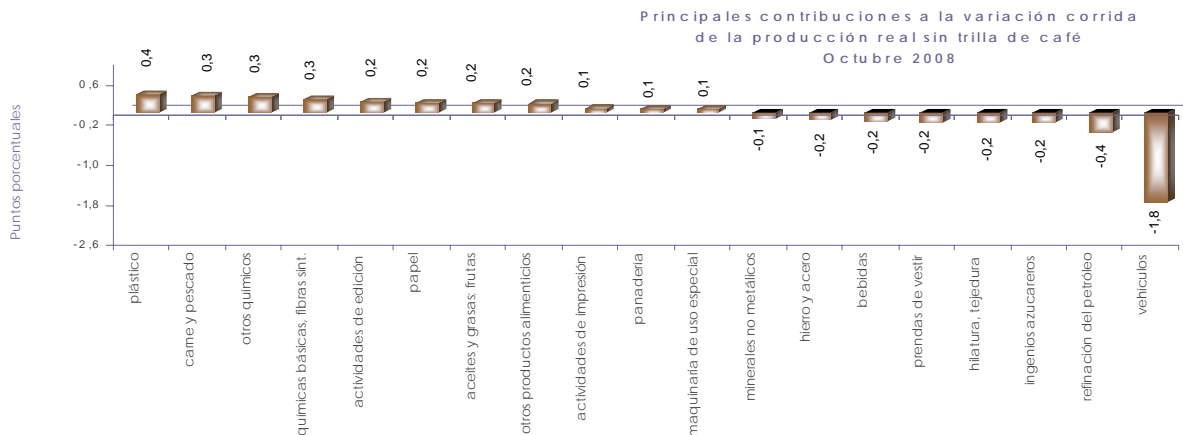 Principales contribuciones a la variación corrida
de la producción real sin trilla de café
Octubre 2008
Puntos porcentuales
0,6
-0,2
-1,0
-1,8
-2,6
0,4
0,3
0,3
0,3
0,2
0,2
0,2
0,2
0,1
0,1
0,1
-0,1
-0,2
-0,2
-0,2
-0,2
-0,2
-0,4
-1,8
plástico
carne y pescado
otros químicos
químicas básicas, fibras sint.
actividades de edición
papel
aceites y grasas; frutas
otros productos alimenticios
actividades de impresión
panadería
maquinaria de uso especial
minerales no metálicos
hierro y acero
bebidas
prendas de vestir
hilatura, tejedura
ingenios azucareros
refinación del petróleo
vehículos